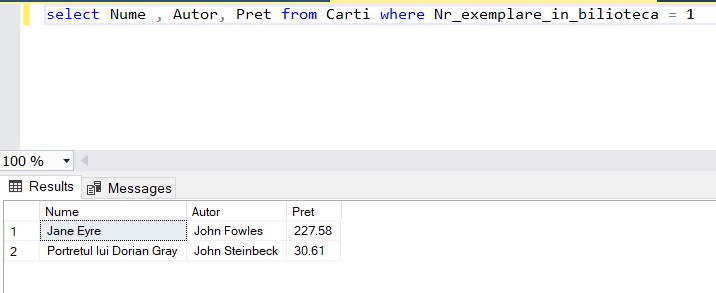 select Nume , Autor, Pret from Carti where Nr_exemplare_in_bilioteca = 1
100 %
Results Messages
Nume Autor Pret
1 Jane Eyre John Fowles 227.58
2 Portretul lui Dorian Gray John Steinbeck 30.61